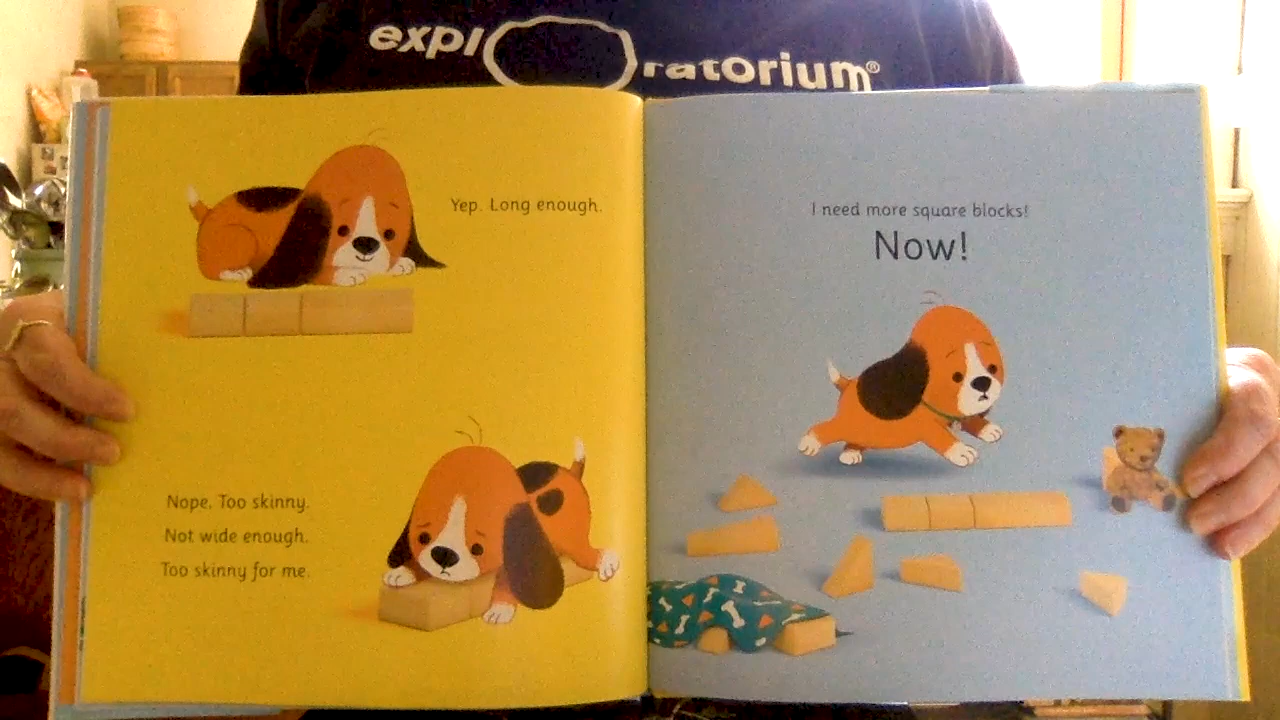 expl ratorium®
Yep. Long enough.
Nope. Too skinny.
Not wide enough.
Too skinny for me.
I need more square blocks!
Now!